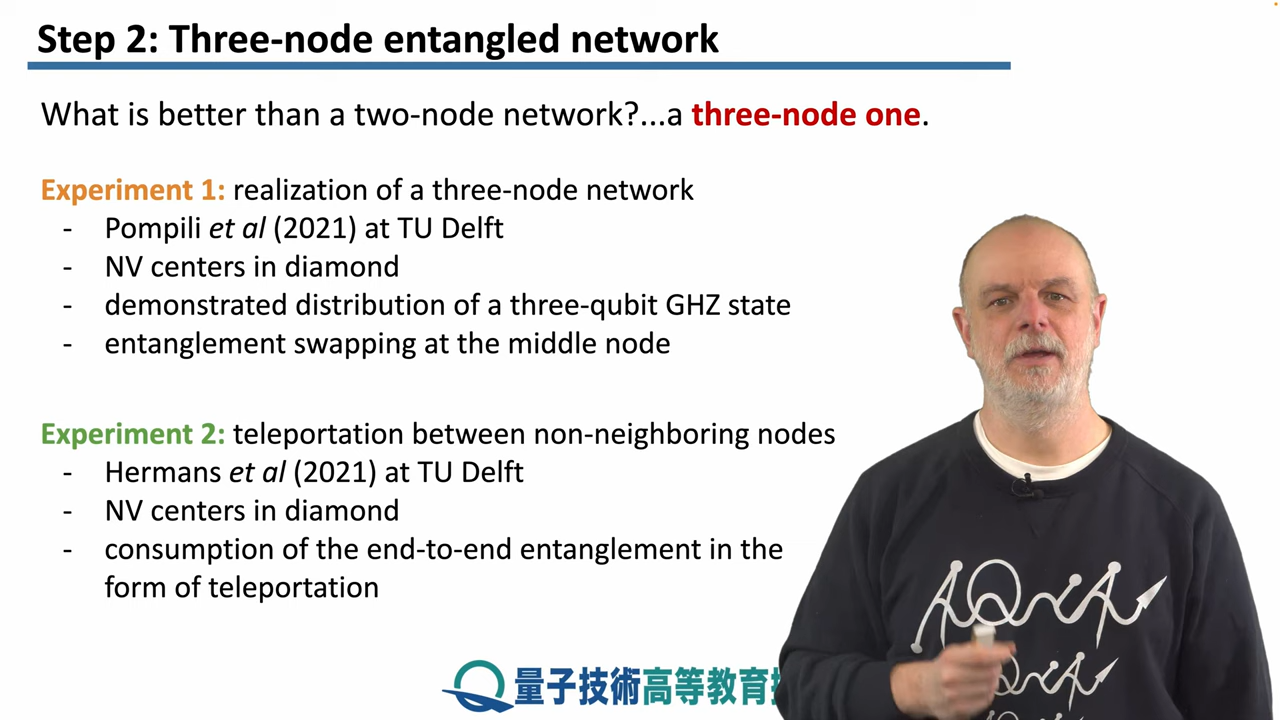 Step 2: Three-node entangled network
What is better than a two-node network?...a three-node one.
Experiment 1: realization of a three-node network
- Pompili et al (2021) at TU Delft
- NV centers in diamond
- demonstrated distribution of a three-qubit GHZ state
- entanglement swapping at the middle node
Experiment 2: teleportation between non-neighboring nodes
- Hermans et al (2021) at TU Delft
- NV centers in diamond
- consumption of the end-to-end entanglement in the
form of teleportation
AQUA
量子技術高等教育